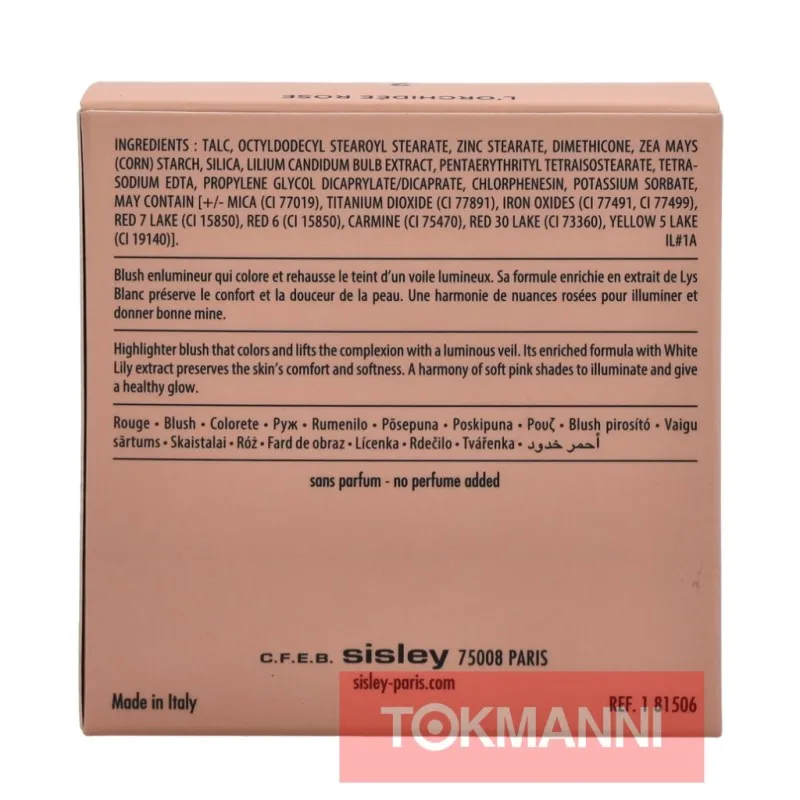 L'ORCHIDÉE ROSE
INGREDIENTS : TALC, OCTYLDODECYL STEAROYL STEARATE, ZINC STEARATE, DIMETHICONE, ZEA MAYS
(CORN) STARCH, SILICA, LILIUM CANDIDUM BULB EXTRACT, PENTAERYTHRITYL TETRAISOSTEARATE, TETRA-
SODIUM EDTA, PROPYLENE GLYCOL DICAPRYLATE/DICAPRATE, CHLORPHENESIN, POTASSIUM SORBATE,
MAY CONTAIN [+/- MICA (CI 77019), TITANIUM DIOXIDE (CI 77891), IRON OXIDES (CI 77491, CI 77499),
RED 7 LAKE (CI 15850), RED 6 (CI 15850), CARMINE (CI 75470), RED 30 LAKE (CI 73360), YELLOW 5 LAKE
(CI 19140)]. IL#1A
Blush enlumineur qui colore et rehausse le teint d'un voile lumineux. Sa formule enrichie en extrait de Lys
Blanc préserve le confort et la douceur de la peau. Une harmonie de nuances rosées pour illuminer et
donner bonne mine.
Highlighter blush that colors and lifts the complexion with a luminous veil. Its enriched formula with White
Lily extract preserves the skin's comfort and softness. A harmony of soft pink shades to illuminate and give
a healthy glow.
Rouge • Blush • Colorete • Руж • Rumenilo • Põsepuna • Poskipuna • Ρουζ • Blush pirosító • Vaigu
sārtums • Skaistalai • Róż • Fard de obraz • Lícenka • Rdečilo • Tvářenka • أحمر خدود
sans parfum - no perfume added
C.F.E.B. sisley 75008 PARIS
sisley-paris.com
Made in Italy REF. 1 81506
TOKMANNI